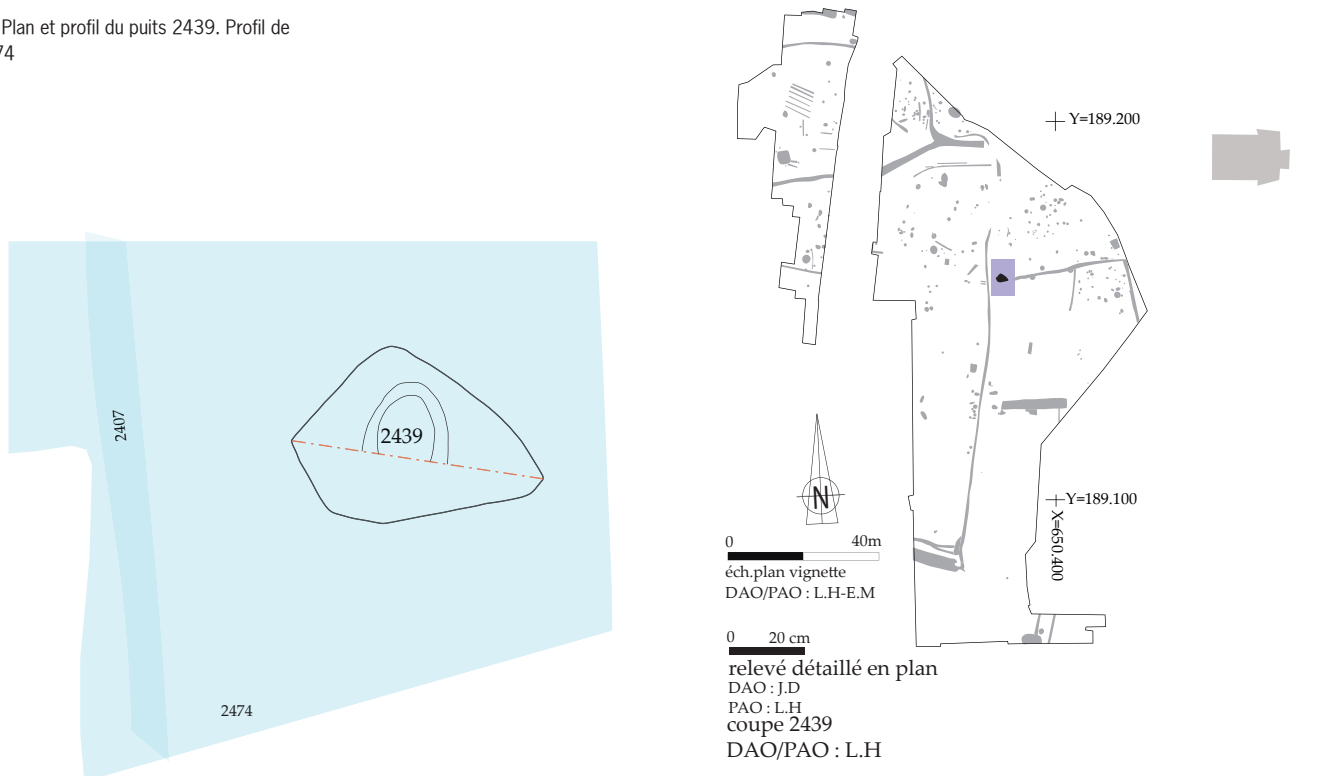 Plan et profil du puits 2439. Profil de
74
Y=189.200
2407
2439
2474
N
Y=189.100
X=650.400
0 40m
éch.plan vignette
DAO/PAO : L.H-E.M
0 20 cm
relevé détaillé en plan
DAO : J.D
PAO : L.H
coupe 2439
DAO/PAO : L.H